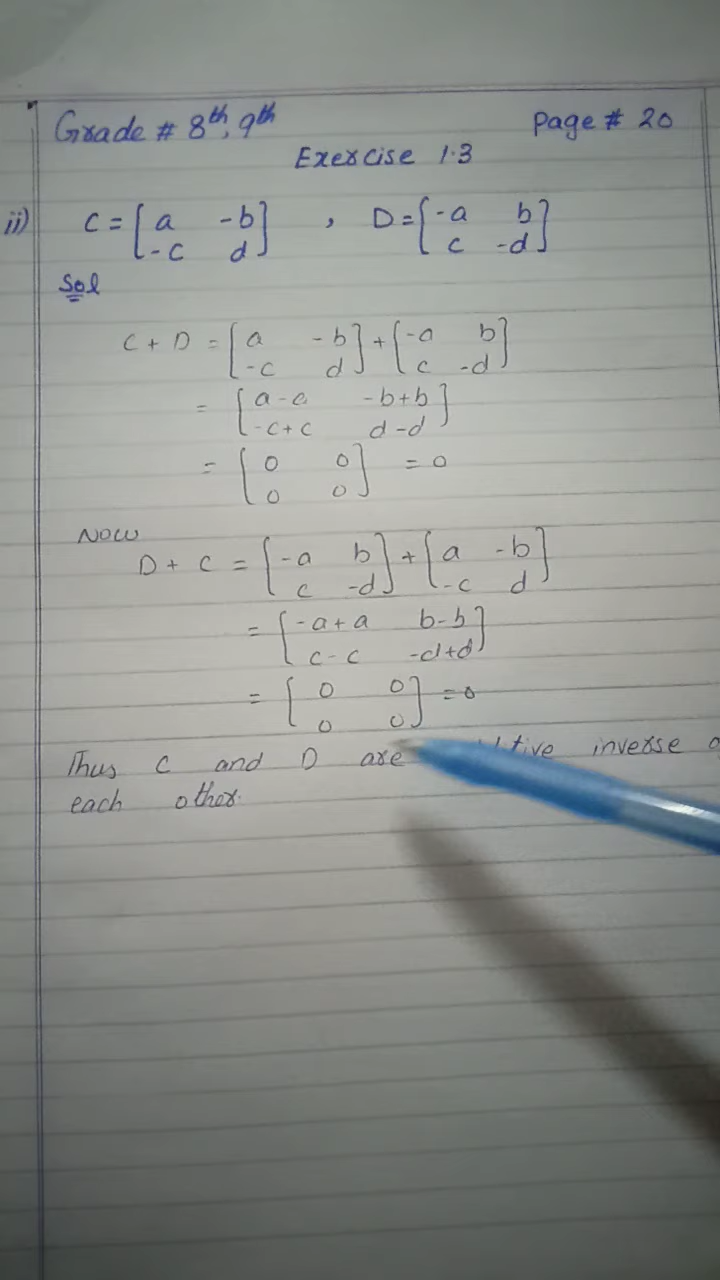 Grade # 8th, 9th Page # 20
Exercise 1.3
ii) C = [a -b
-c d] , D = [-a b
c -d]
Sol
C + D = [a -b
-c d] + [-a b
c -d]
= [a-a -b+b
-c+c d-d]
= [0 0
0 0] = 0
Now
D + C = [-a b
c -d] + [a -b
-c d]
= [-a+a b-b
c-c -d+d]
= [0 0
0 0] = 0
Thus C and D are inverse
each other.